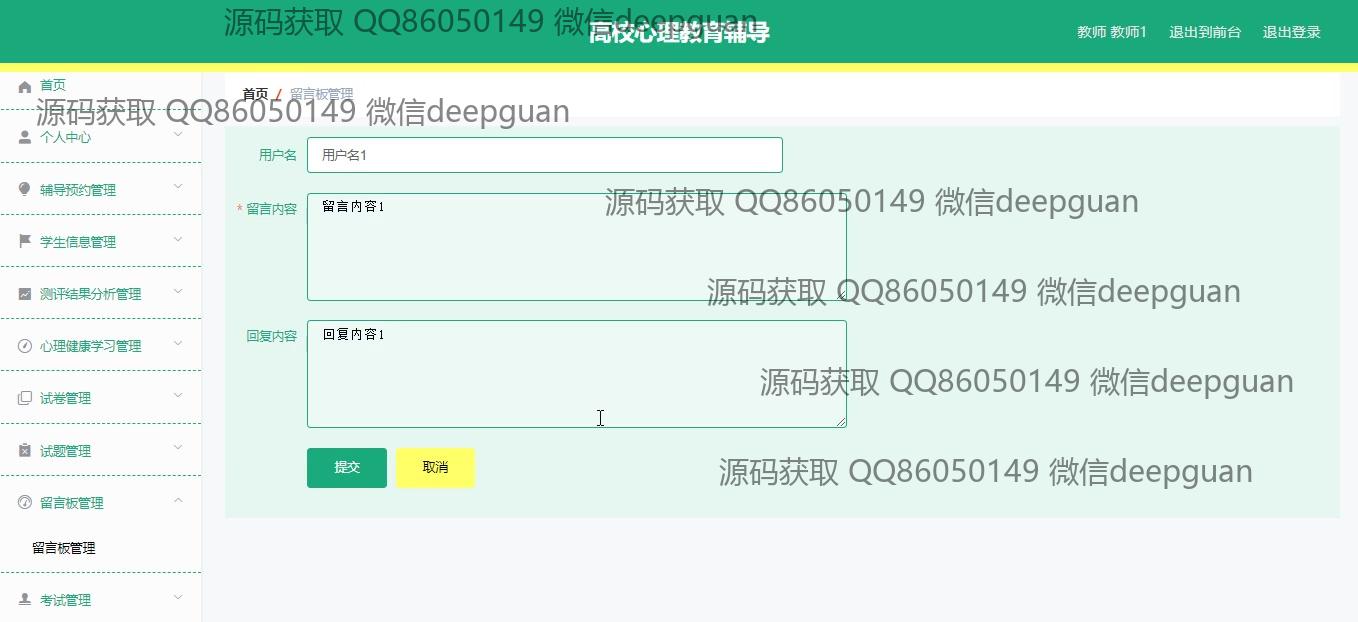 源码获取 QQ86050149 微信deepguan
高校心理教育辅导
教师 教师1
退出到前台
退出登录
首页
首页 / 留言板管理
源码获取 QQ86050149 微信deepguan
个人中心
用户名
用户名1
辅导预约管理
源码获取 QQ86050149 微信deepguan
* 留言内容
留言内容1
学生信息管理
测评结果分析管理
源码获取 QQ86050149 微信deepguan
回复内容
回复内容1
心理健康学习管理
源码获取 QQ86050149 微信deepguan
试卷管理
试题管理
提交
取消
源码获取 QQ86050149 微信deepguan
留言板管理
留言板管理
考试管理